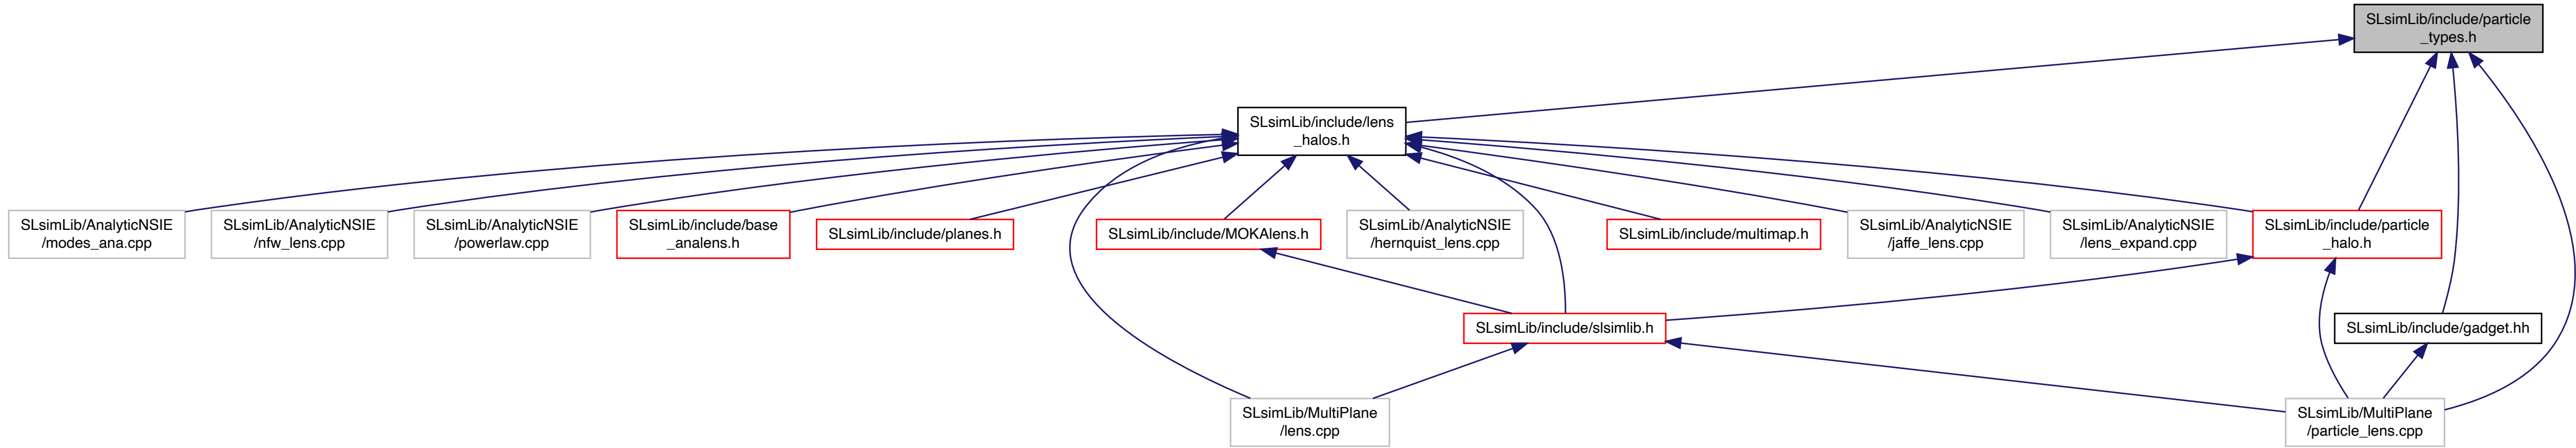 SLsimLib/include/particle
_types.h
SLsimLib/include/lens
_halos.h
SLsimLib/AnalyticNSIE
/modes_ana.cpp
SLsimLib/AnalyticNSIE
/nfw_lens.cpp
SLsimLib/AnalyticNSIE
/powerlaw.cpp
SLsimLib/include/base
_analens.h
SLsimLib/include/planes.h
SLsimLib/include/MOKAlens.h
SLsimLib/AnalyticNSIE
/hernquist_lens.cpp
SLsimLib/include/multimap.h
SLsimLib/AnalyticNSIE
/jaffe_lens.cpp
SLsimLib/AnalyticNSIE
/lens_expand.cpp
SLsimLib/include/particle
_halo.h
SLsimLib/include/slsimlib.h
SLsimLib/include/gadget.hh
SLsimLib/MultiPlane
/lens.cpp
SLsimLib/MultiPlane
/particle_lens.cpp